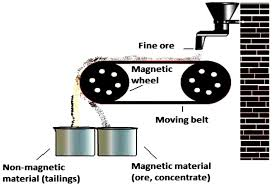 Fine ore
Magnetic
wheel
Moving belt
Non-magnetic
material (tailings)
Magnetic material
(ore, concentrate)